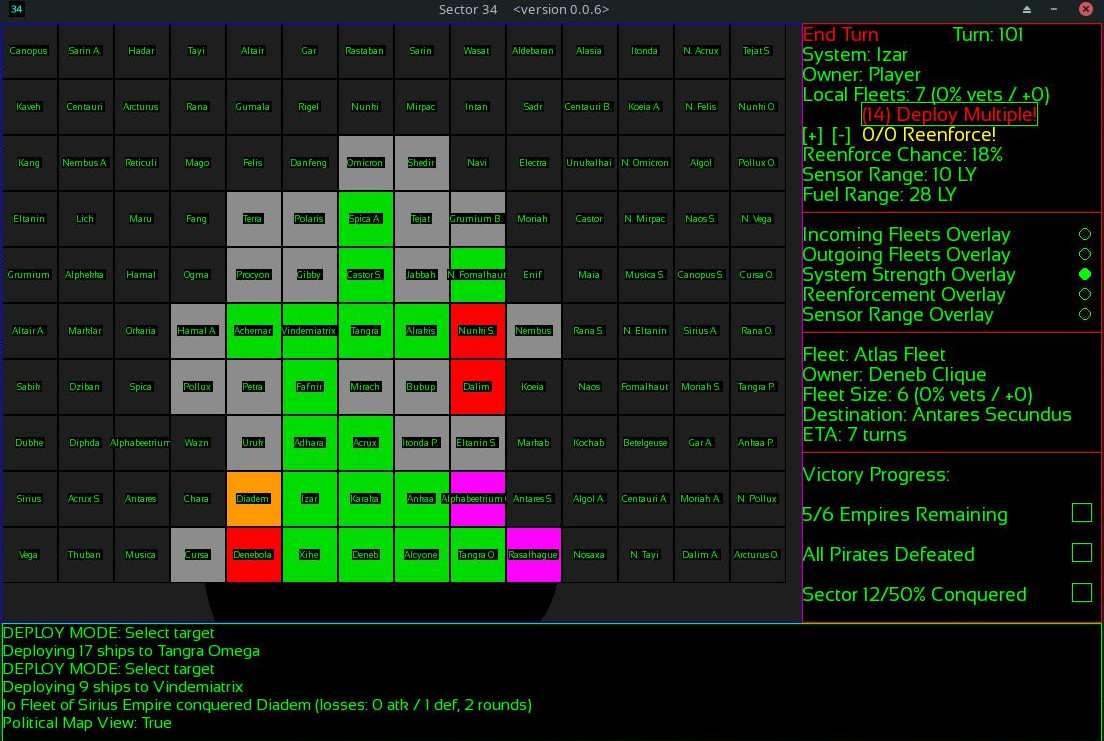 34 Sector 34 <version 0.0.6>
Canopus Sarin A. Hadar Tayi Altair Gar Rastaban Sarin Wasat Aldebaran Alasia Itonda N. Acrux Tejat S.
Kaveh Centauri Arcturus Rana Gumala Rigel Nunki Mirpac Intan Sadr Centauri B. Koeia A. N. Felis Nunki O.
Kang Nembus A. Reticuli Mago Felis Danfeng Omicron Shedir Navi Electra Unukalhai N. Omicron Algol Pollux O.
Eltanin Lich Maru Fang Terra Polaris Spica A. Tejat Grumium B. Moriah Castor N. Mirpac Naos S. N. Vega
Grumium Alphekka Hamal Ogma Procyon Gibby Castor S. Jabbah N. Fomalhaut Enif Maia Musica S. Canopus S. Cursa O.
Altair A. Marklar Orkaria Hamal A. Achernar Vindemiatrix Tangra Alrakis Nunki S. Nembus Rana S. N. Eltanin Sirius A. Rana O.
Sabik Dziban Spica Pollux Petra Fafnir Mirach Bubup Dalim Koeia Naos Fomalhaut Moriah S. Tangra P.
Dubhe Diphda Alphabeetrium Wazn Uruk Adhara Acrux Itonda P. Eltanin S. Markab Kochab Betelgeuse Gar A. Ankaa P.
Sirius Acrux S. Antares Chara Diadem Izar Karaka Ankaa Alphabeetrium Antares S. Algol A. Centauri A. Moriah A. N. Pollux
Vega Thuban Musica Cursa Denebola Xihe Deneb Alcyone Tangra O. Rasalhague Nosaxa N. Tayi Dalim A. Arcturus O.
End Turn Turn: 101
System: Izar
Owner: Player
Local Fleets: 7 (0% vets / +0)
(14) Deploy Multiple!
[+] [-] 0/0 Reenforce!
Reenforce Chance: 18%
Sensor Range: 10 LY
Fuel Range: 28 LY
Incoming Fleets Overlay
Outgoing Fleets Overlay
System Strength Overlay
Reenforcement Overlay
Sensor Range Overlay
Fleet: Atlas Fleet
Owner: Deneb Clique
Fleet Size: 6 (0% vets / +0)
Destination: Antares Secundus
ETA: 7 turns
Victory Progress:
5/6 Empires Remaining
All Pirates Defeated
Sector 12/50% Conquered
DEPLOY MODE: Select target
Deploying 17 ships to Tangra Omega
DEPLOY MODE: Select target
Deploying 9 ships to Vindemiatrix
Io Fleet of Sirius Empire conquered Diadem (losses: 0 atk / 1 def, 2 rounds)
Political Map View: True